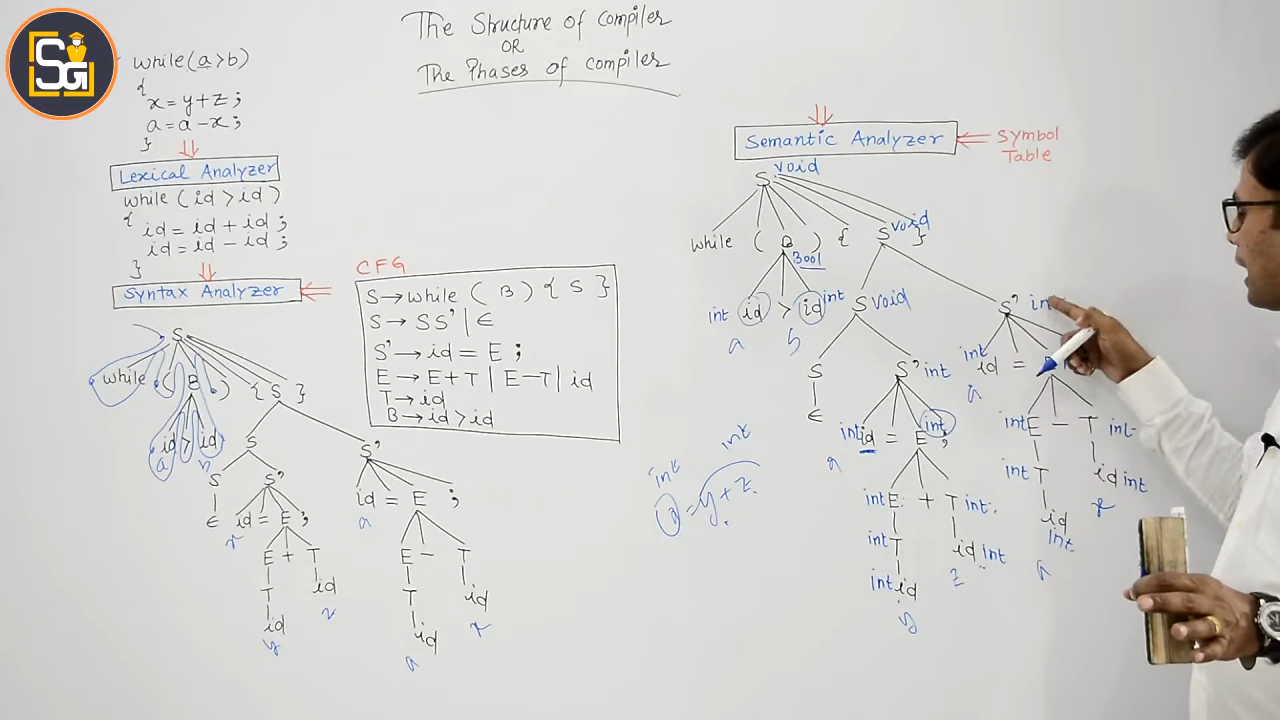 SG
The Structure of compiler
OR
The Phases of compiler
while(a>b)
{
x=y+z;
a=a-x;
}
Lexical Analyzer
while(id>id)
{
id=id+id;
id=id-id;
}
Syntax Analyzer
CFG
S→while(B){S}
S→SS'|∈
S'→id=E;
E→E+T|E-T|id
T→id
B→id>id
S
while ( B ) { S }
id > id
a b
S S'
S S'
id = E ;
a
∈ id = E ;
x
E + T
E - T
T id
z
T id
x
id
y
id
a
Semantic Analyzer
Symbol
Table
S void
while ( B ) { S void }
Bool
int id > id int
a b
S void
S' int
S
S' int
int id =
a
∈
int id = E int ;
int E - T int
int T id int
x
id
int
a
int E + T int
int T id int
z
int id
y
int int
= y+z